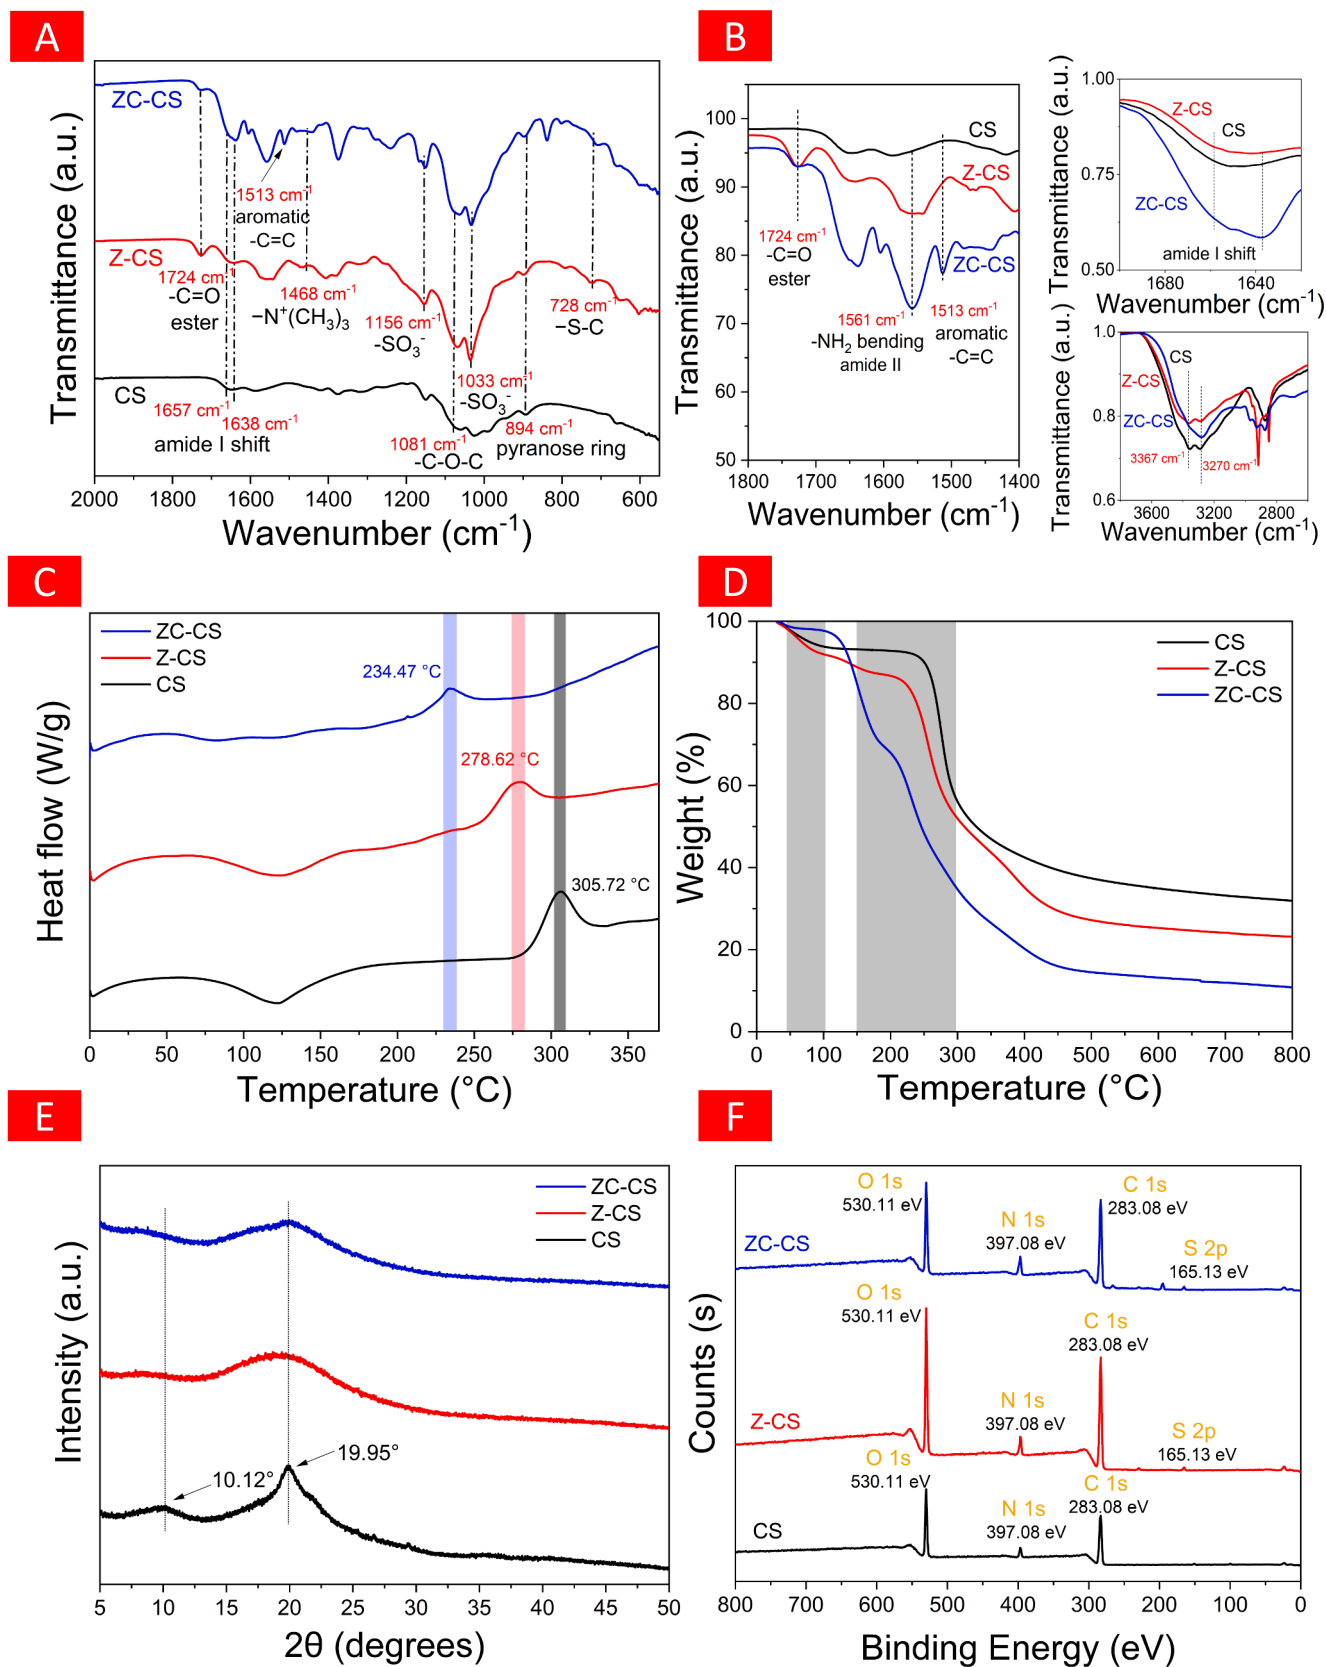 A
ZC-CS
1513 cm⁻¹
aromatic
-C=C
Z-CS
1724 cm⁻¹
-C=O
ester
1468 cm⁻¹
−N⁺(CH₃)₃
1156 cm⁻¹
-SO₃⁻
728 cm⁻¹
−S-C
CS
1657 cm⁻¹
1638 cm⁻¹
amide I shift
1033 cm⁻¹
-SO₃⁻
1081 cm⁻¹
-C-O-C
894 cm⁻¹
pyranose ring
Transmittance (a.u.)
2000 1800 1600 1400 1200 1000 800 600
Wavenumber (cm⁻¹)
B
100
90
80
70
60
50
CS
Z-CS
ZC-CS
1724 cm⁻¹
-C=O
ester
1561 cm⁻¹
-NH₂ bending
amide II
1513 cm⁻¹
aromatic
-C=C
Transmittance (a.u.)
1800 1700 1600 1500 1400
Wavenumber (cm⁻¹)
1.00
0.75
0.50
Z-CS
CS
ZC-CS
amide I shift
Transmittance (a.u.)
1680 1640
Wavenumber (cm⁻¹)
1.0
0.8
0.6
CS
Z-CS
ZC-CS
3367 cm⁻¹
3270 cm⁻¹
Transmittance (a.u.)
3600 3200 2800
Wavenumber (cm⁻¹)
C
ZC-CS
Z-CS
CS
234.47 °C
278.62 °C
305.72 °C
Heat flow (W/g)
0 50 100 150 200 250 300 350
Temperature (°C)
D
100
80
60
40
20
0
CS
Z-CS
ZC-CS
Weight (%)
0 100 200 300 400 500 600 700 800
Temperature (°C)
E
ZC-CS
Z-CS
CS
10.12°
19.95°
Intensity (a.u.)
5 10 15 20 25 30 35 40 45 50
2θ (degrees)
F
O 1s
530.11 eV
N 1s
397.08 eV
C 1s
283.08 eV
S 2p
165.13 eV
ZC-CS
O 1s
530.11 eV
N 1s
397.08 eV
C 1s
283.08 eV
S 2p
165.13 eV
Z-CS
O 1s
530.11 eV
N 1s
397.08 eV
C 1s
283.08 eV
CS
Counts (s)
800 700 600 500 400 300 200 100 0
Binding Energy (eV)